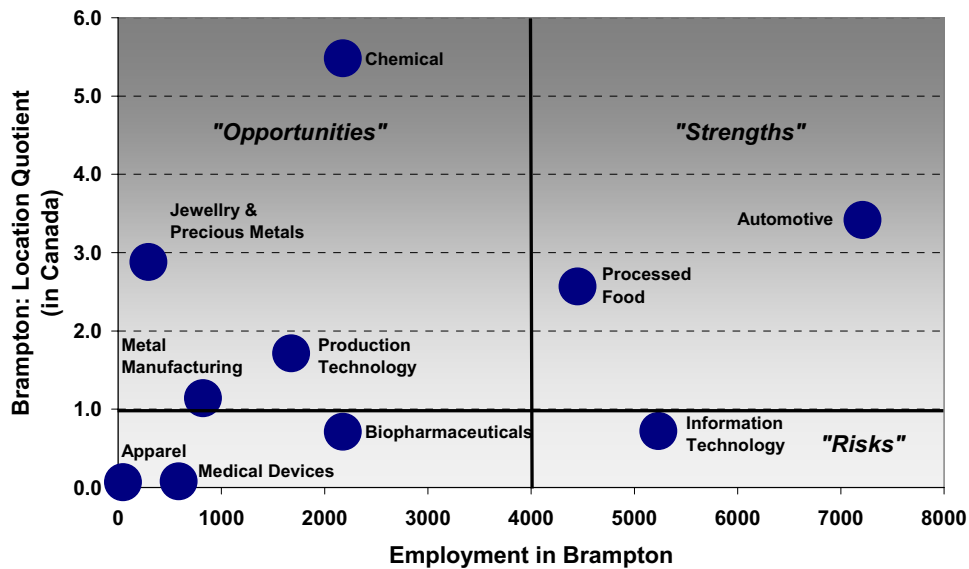 6.0
5.0
4.0
3.0
2.0
1.0
0.0
Brampton: Location Quotient
(in Canada)
Chemical
"Opportunities"
"Strengths"
Jewellry &
Precious Metals
Automotive
Processed
Food
Metal
Manufacturing
Production
Technology
Biopharmaceuticals
Information
Technology
"Risks"
Apparel
Medical Devices
0
1000
2000
3000
4000
5000
6000
7000
8000
Employment in Brampton